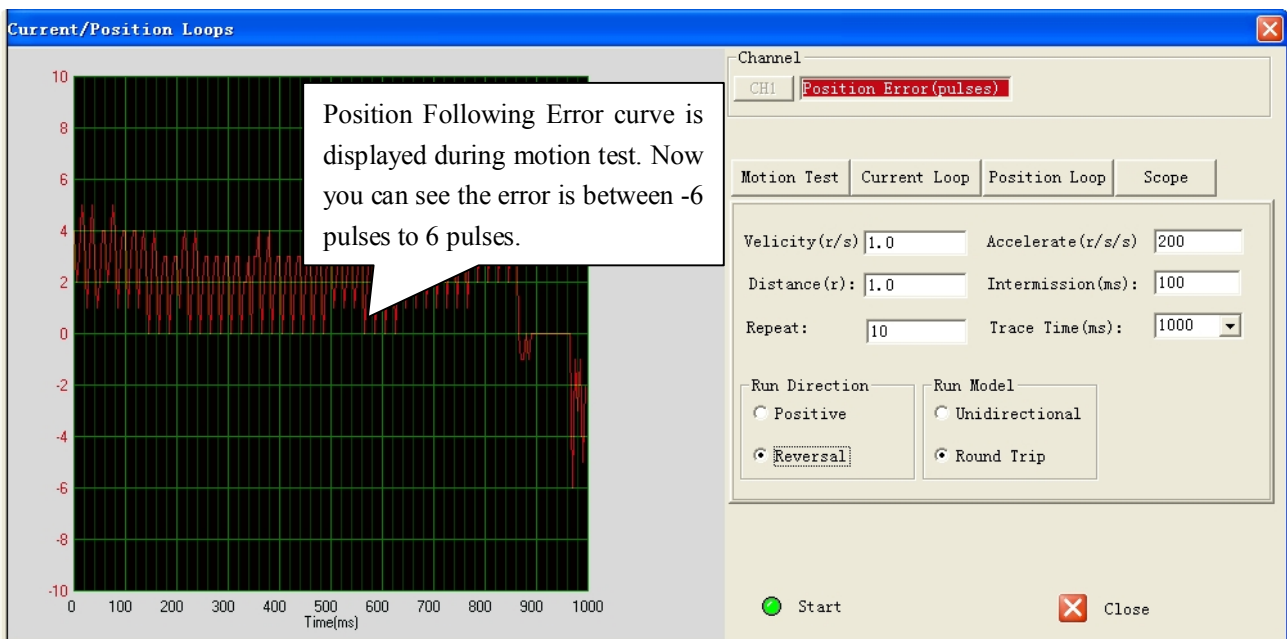 Current/Position Loops
10
8
6
4
2
0
-2
-4
-6
-8
-10
0 100 200 300 400 500 600 700 800 900 1000
Time(ms)
Position Following Error curve is
displayed during motion test. Now
you can see the error is between -6
pulses to 6 pulses.
Channel
CH1 Position Error(pulses)
Motion Test Current Loop Position Loop Scope
Velicity(r/s) 1.0 Accelerate(r/s/s) 200
Distance(r): 1.0 Intermission(ms): 100
Repeat: 10 Trace Time(ms): 1000
Run Direction Run Model
Positive Unidirectional
Reversal Round Trip
Start Close